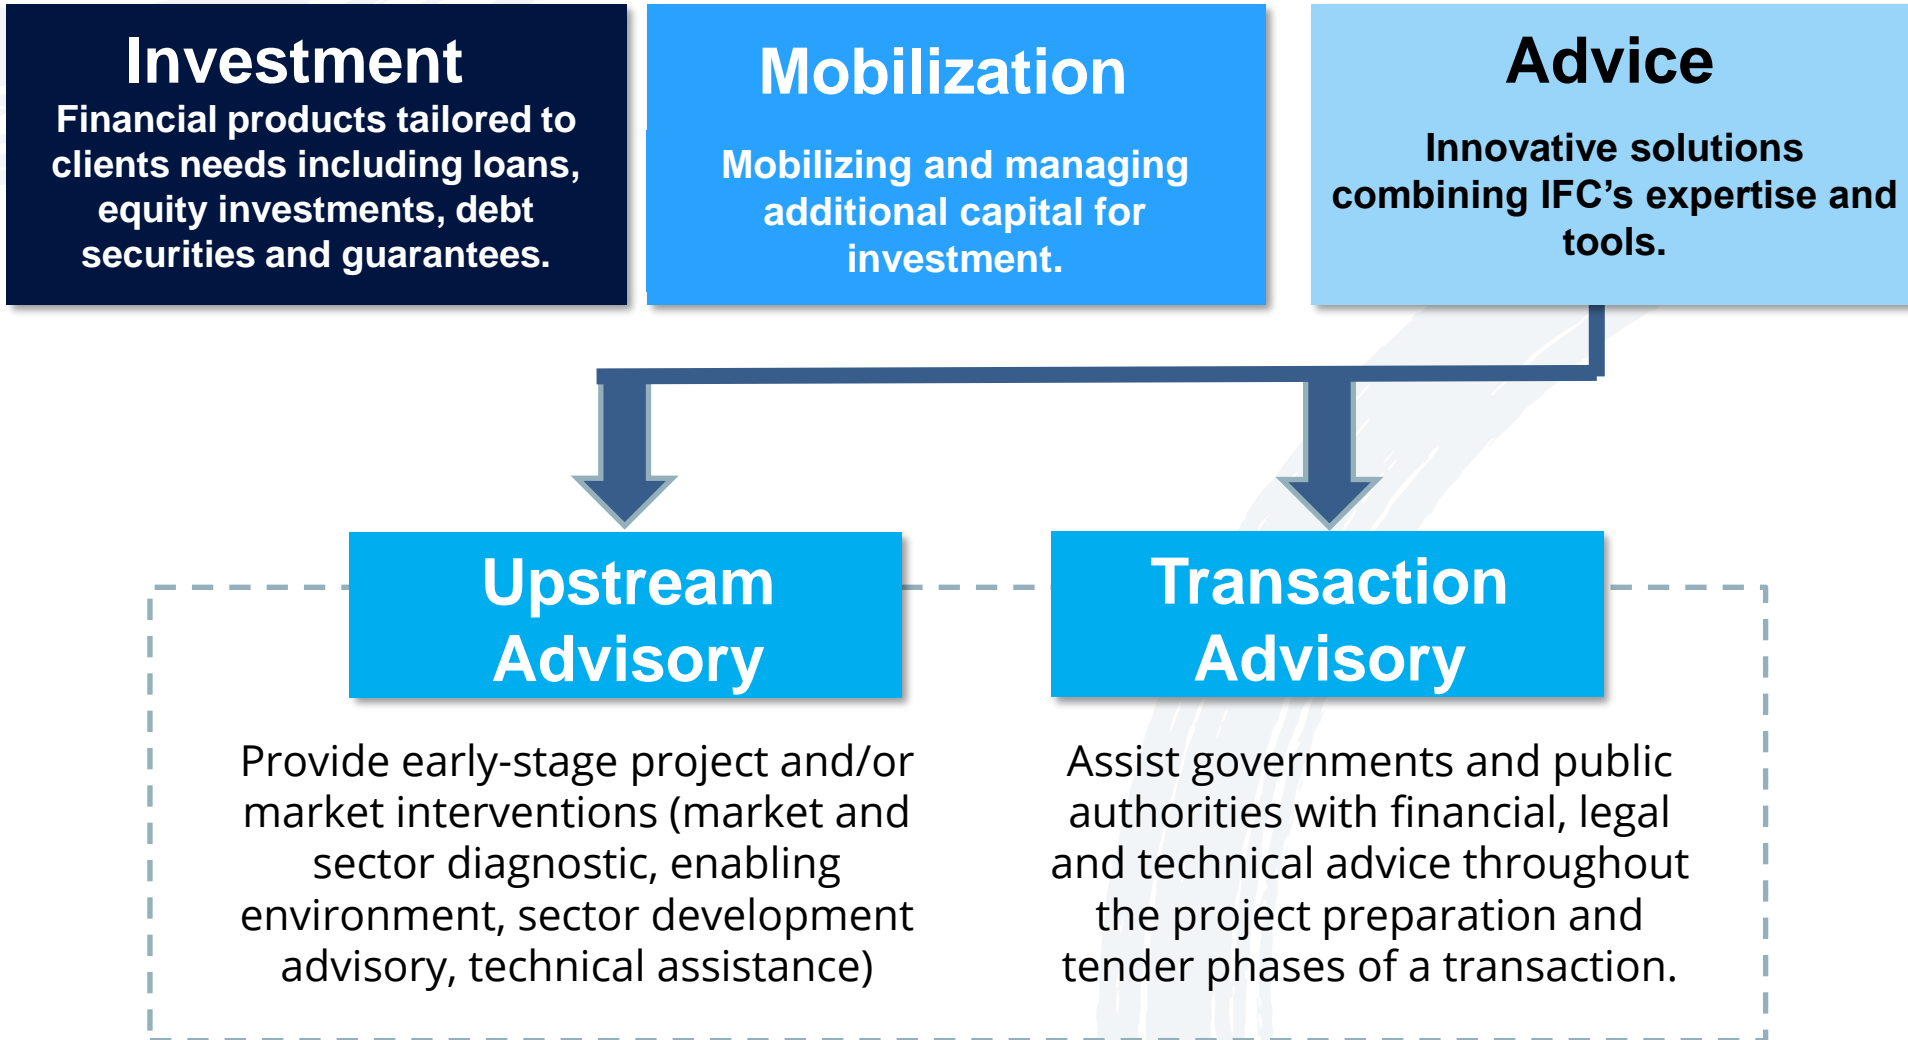 Investment
Financial products tailored to
clients needs including loans,
equity investments, debt
securities and guarantees.
Mobilization
Mobilizing and managing
additional capital for
investment.
Advice
Innovative solutions
combining IFC’s expertise and
tools.
Upstream
Advisory
Provide early-stage project and/or
market interventions (market and
sector diagnostic, enabling
environment, sector development
advisory, technical assistance)
Transaction
Advisory
Assist governments and public
authorities with financial, legal
and technical advice throughout
the project preparation and
tender phases of a transaction.